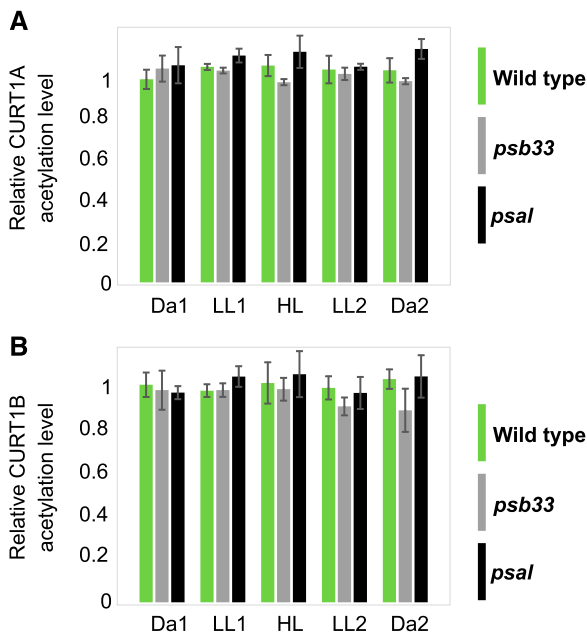 A
Relative CURT1A
acetylation level
1
0.8
0.6
0.4
0.2
0
Da1 LL1 HL LL2 Da2
Wild type
psb33
psal
B
Relative CURT1B
acetylation level
1
0.8
0.6
0.4
0.2
0
Da1 LL1 HL LL2 Da2
Wild type
psb33
psal